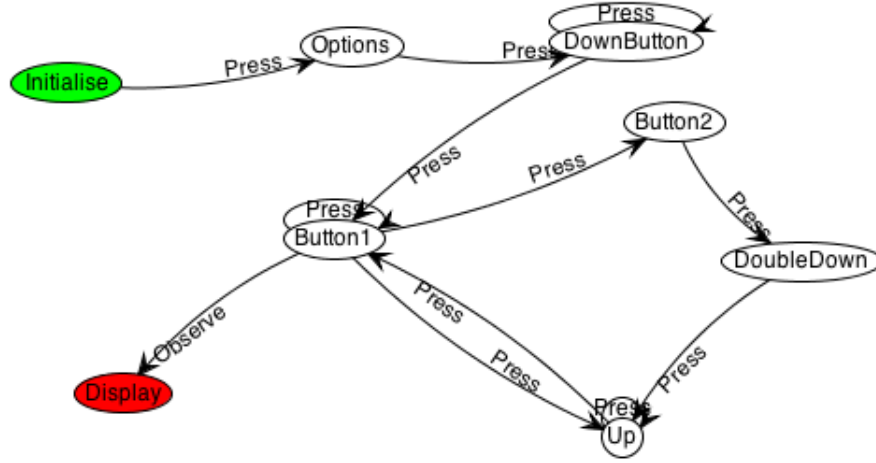 Press
Options
Press
DownButton
Press
Initialise
Button2
Press
Press
Press
Press
Button1
DoubleDown
Press
Observe
Press
Press
Display
Press
Up